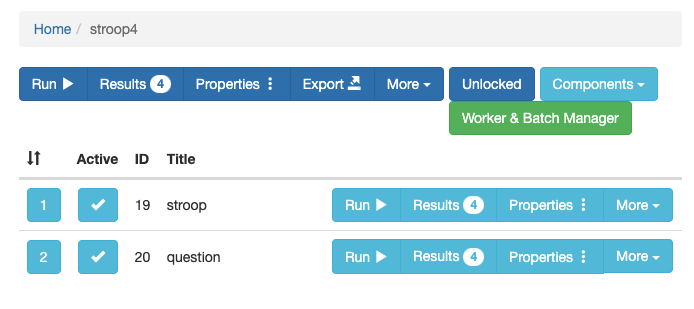 Home / stroop4
Run Results 4 Properties Export More Unlocked Components
Worker & Batch Manager
Active ID Title
1 19 stroop Run Results 4 Properties More
2 20 question Run Results 4 Properties More